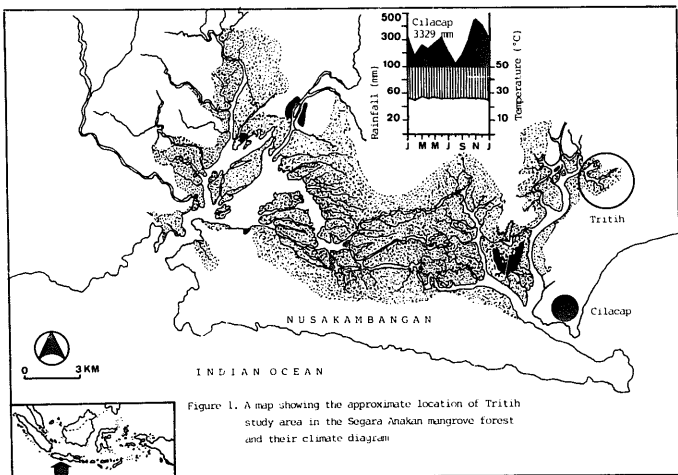 Cilacap
3329 mm
500
300
100
60
20
Rainfall (mm)
50
30
10
Temperature (°C)
J M M J S N J
Tritih
Cilacap
NUSAKAMBANGAN
0 3 KM
INDIAN OCEAN
Figure 1. A map showing the approximate location of Tritih
study area in the Segara Anakan mangrove forest
and their climate diagram